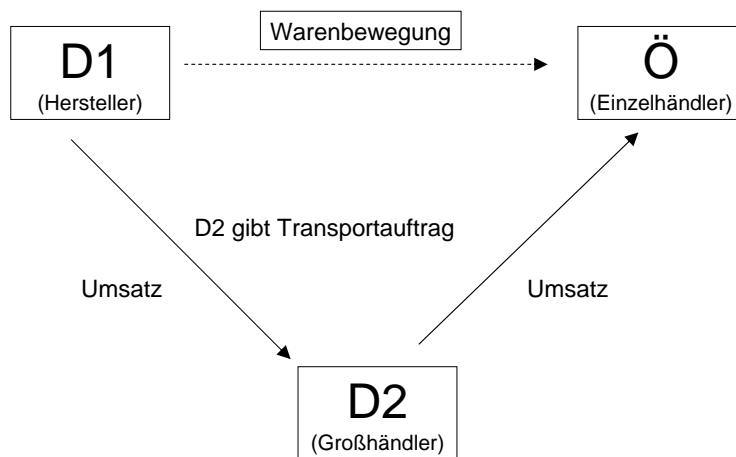 Warenbewegung
D1
(Hersteller)
Ö
(Einzelhändler)
D2 gibt Transportauftrag
Umsatz
Umsatz
D2
(Großhändler)